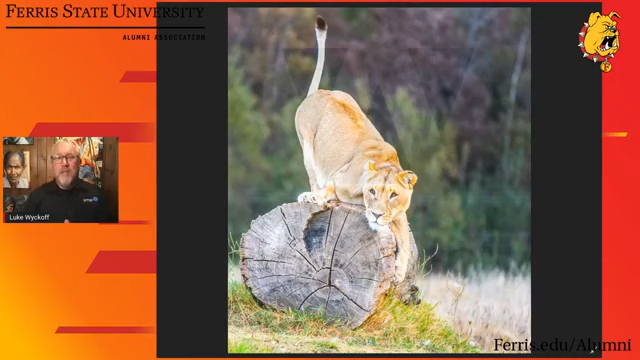 FERRIS STATE UNIVERSITY
ALUMNI ASSOCIATION
Luke Wyckoff
Ferris.edu/Alumni